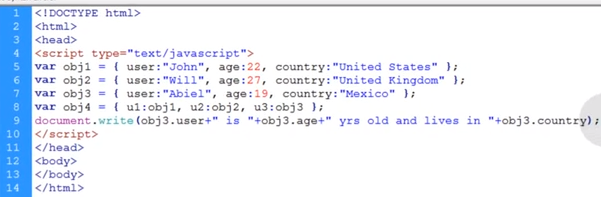 1 <!DOCTYPE html>
2 <html>
3 <head>
4 <script type="text/javascript">
5 var obj1 = { user:"John", age:22, country:"United States" };
6 var obj2 = { user:"Will", age:27, country:"United Kingdom" };
7 var obj3 = { user:"Abiel", age:19, country:"Mexico" };
8 var obj4 = { u1:obj1, u2:obj2, u3:obj3 };
9 document.write(obj3.user+" is "+obj3.age+" yrs old and lives in "+obj3.country);
10 </script>
11 </head>
12 <body>
13 </body>
14 </html>